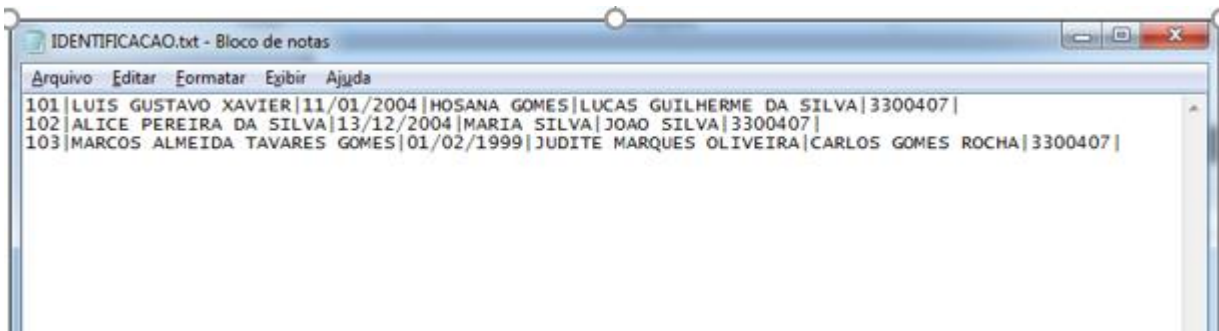 IDENTIFICACAO.txt - Bloco de notas
Arquivo Editar Formatar Exibir Ajuda
101|LUIS GUSTAVO XAVIER|11/01/2004|HOSANA GOMES|LUCAS GUILHERME DA SILVA|3300407|
102|ALICE PEREIRA DA SILVA|13/12/2004|MARIA SILVA|JOAO SILVA|3300407|
103|MARCOS ALMEIDA TAVARES GOMES|01/02/1999|JUDITE MARQUES OLIVEIRA|CARLOS GOMES ROCHA|3300407|